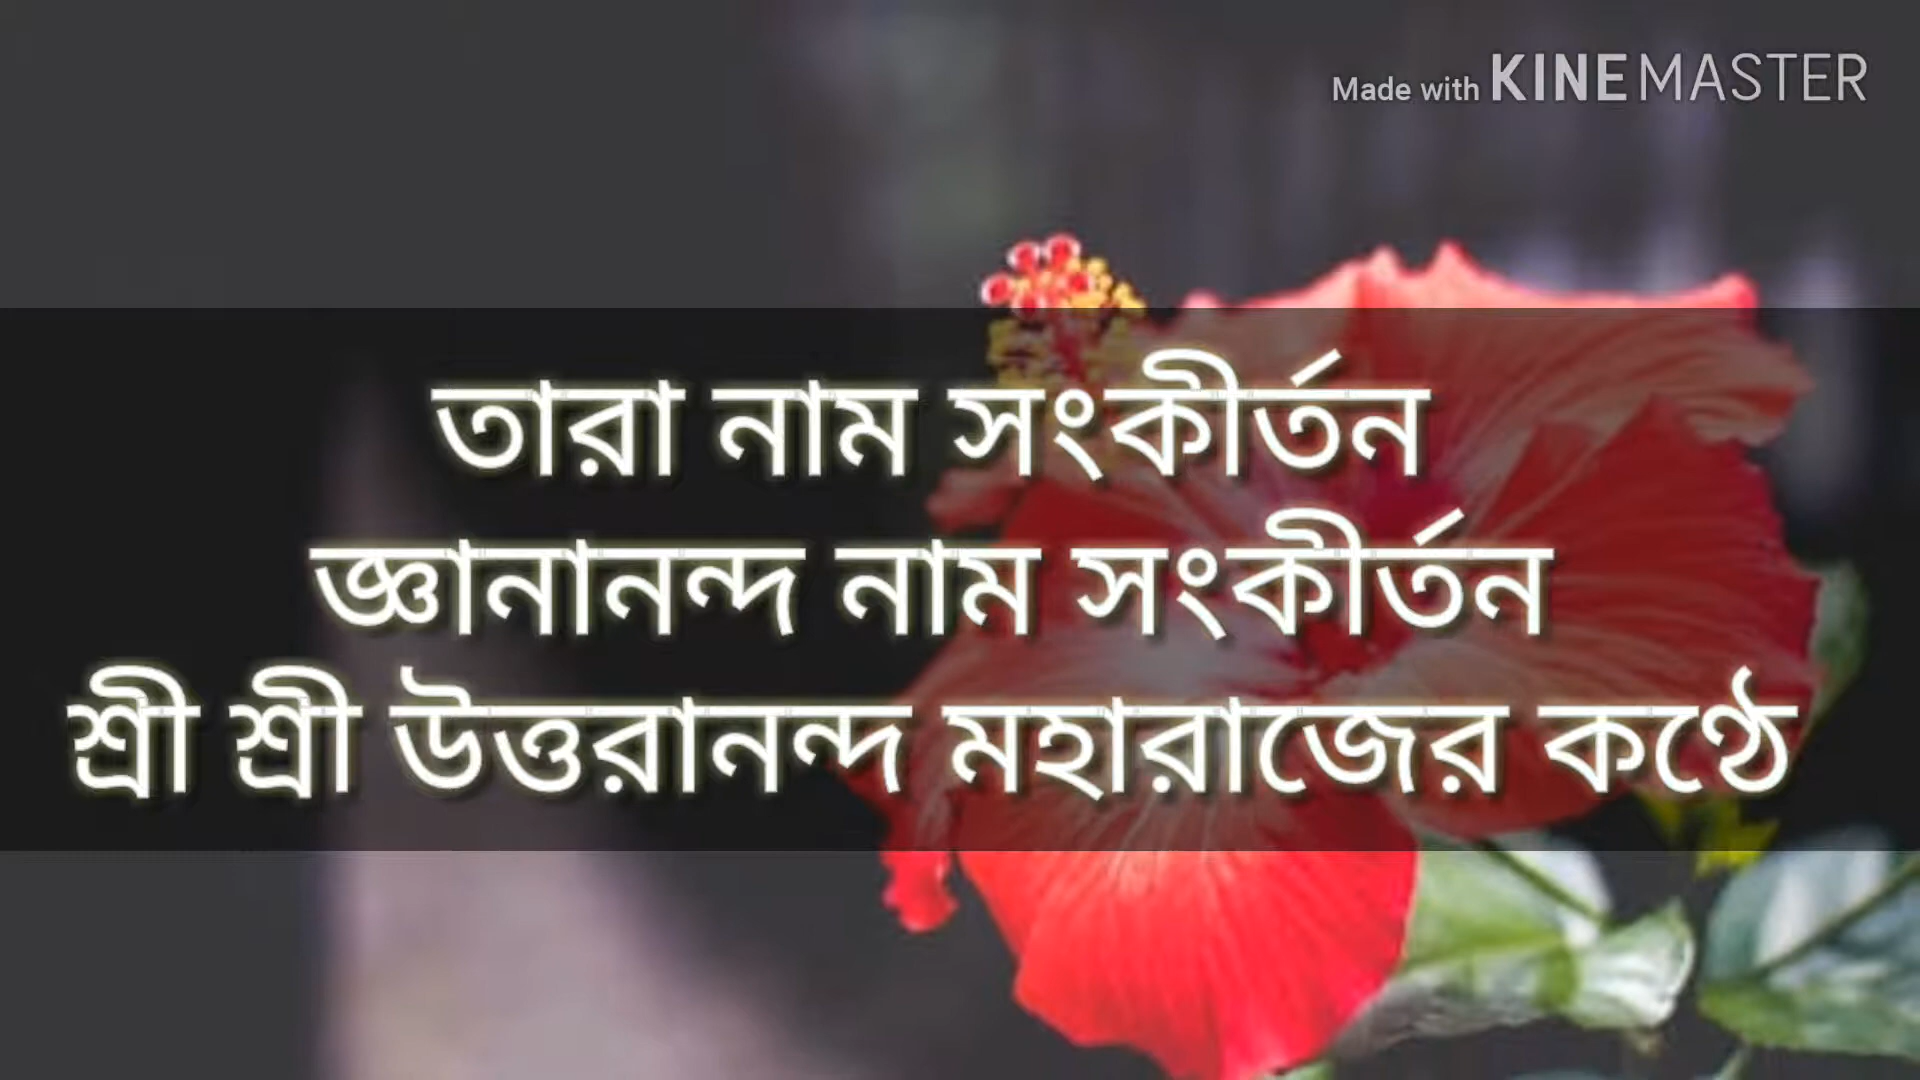 Made with KINEMASTER
তারা নাম সংকীর্তন
জ্ঞানানন্দ নাম সংকীর্তন
শ্রী শ্রী উত্তরানন্দ মহারাজের কণ্ঠে